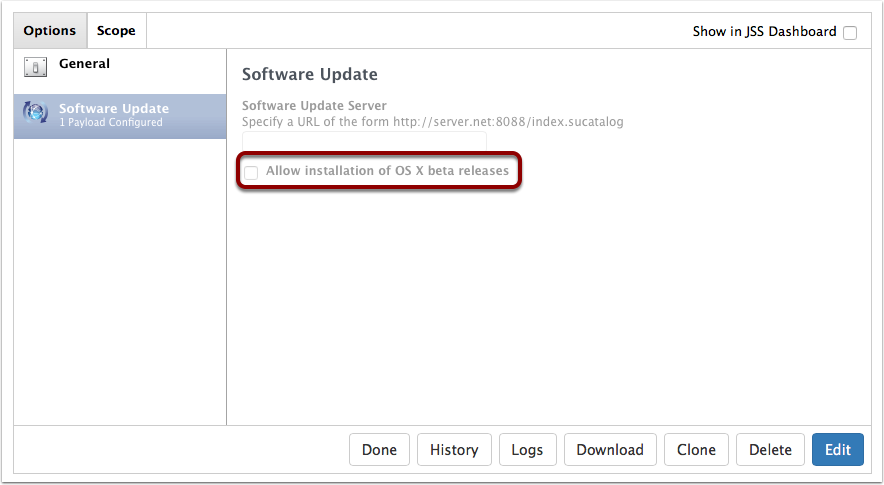 Options Scope Show in JSS Dashboard
General
Software Update
1 Payload Configured
Software Update
Software Update Server
Specify a URL of the form http://server.net:8088/index.sucatalog
Allow installation of OS X beta releases
Done History Logs Download Clone Delete Edit